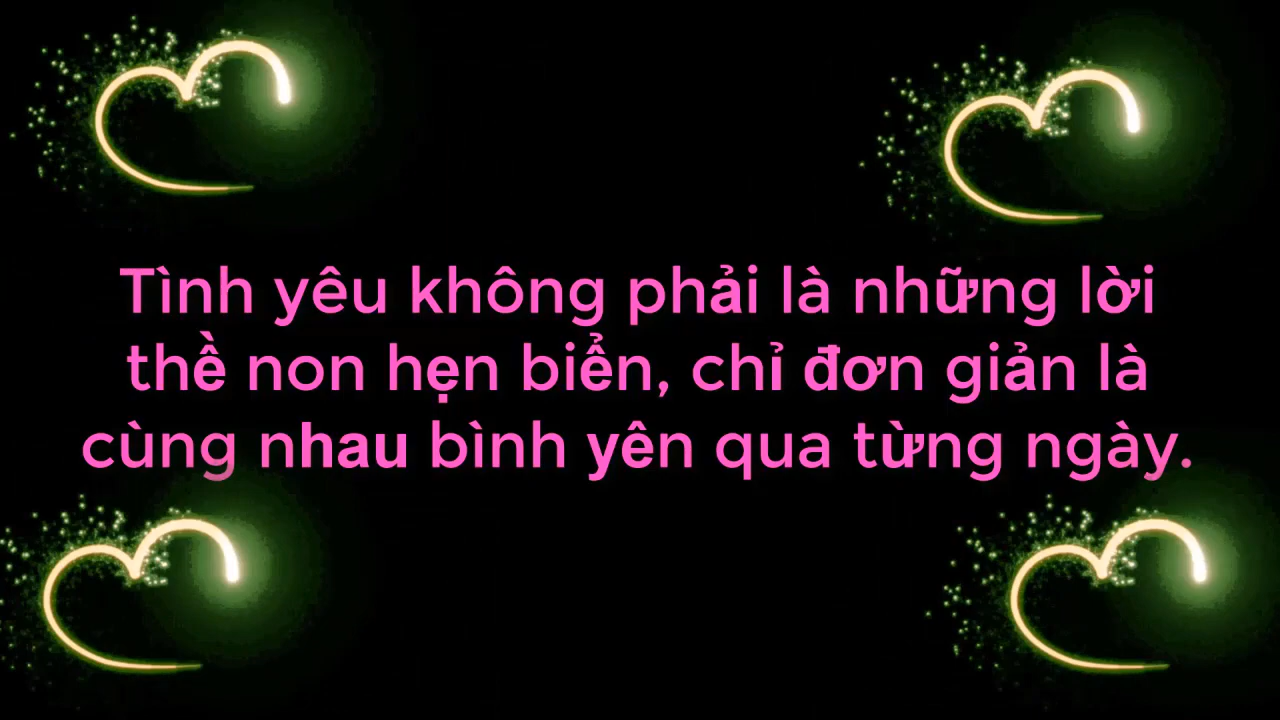 Tình yêu không phải là những lời
thề non hẹn biển, chỉ đơn giản là
cùng nhau bình yên qua từng ngày.